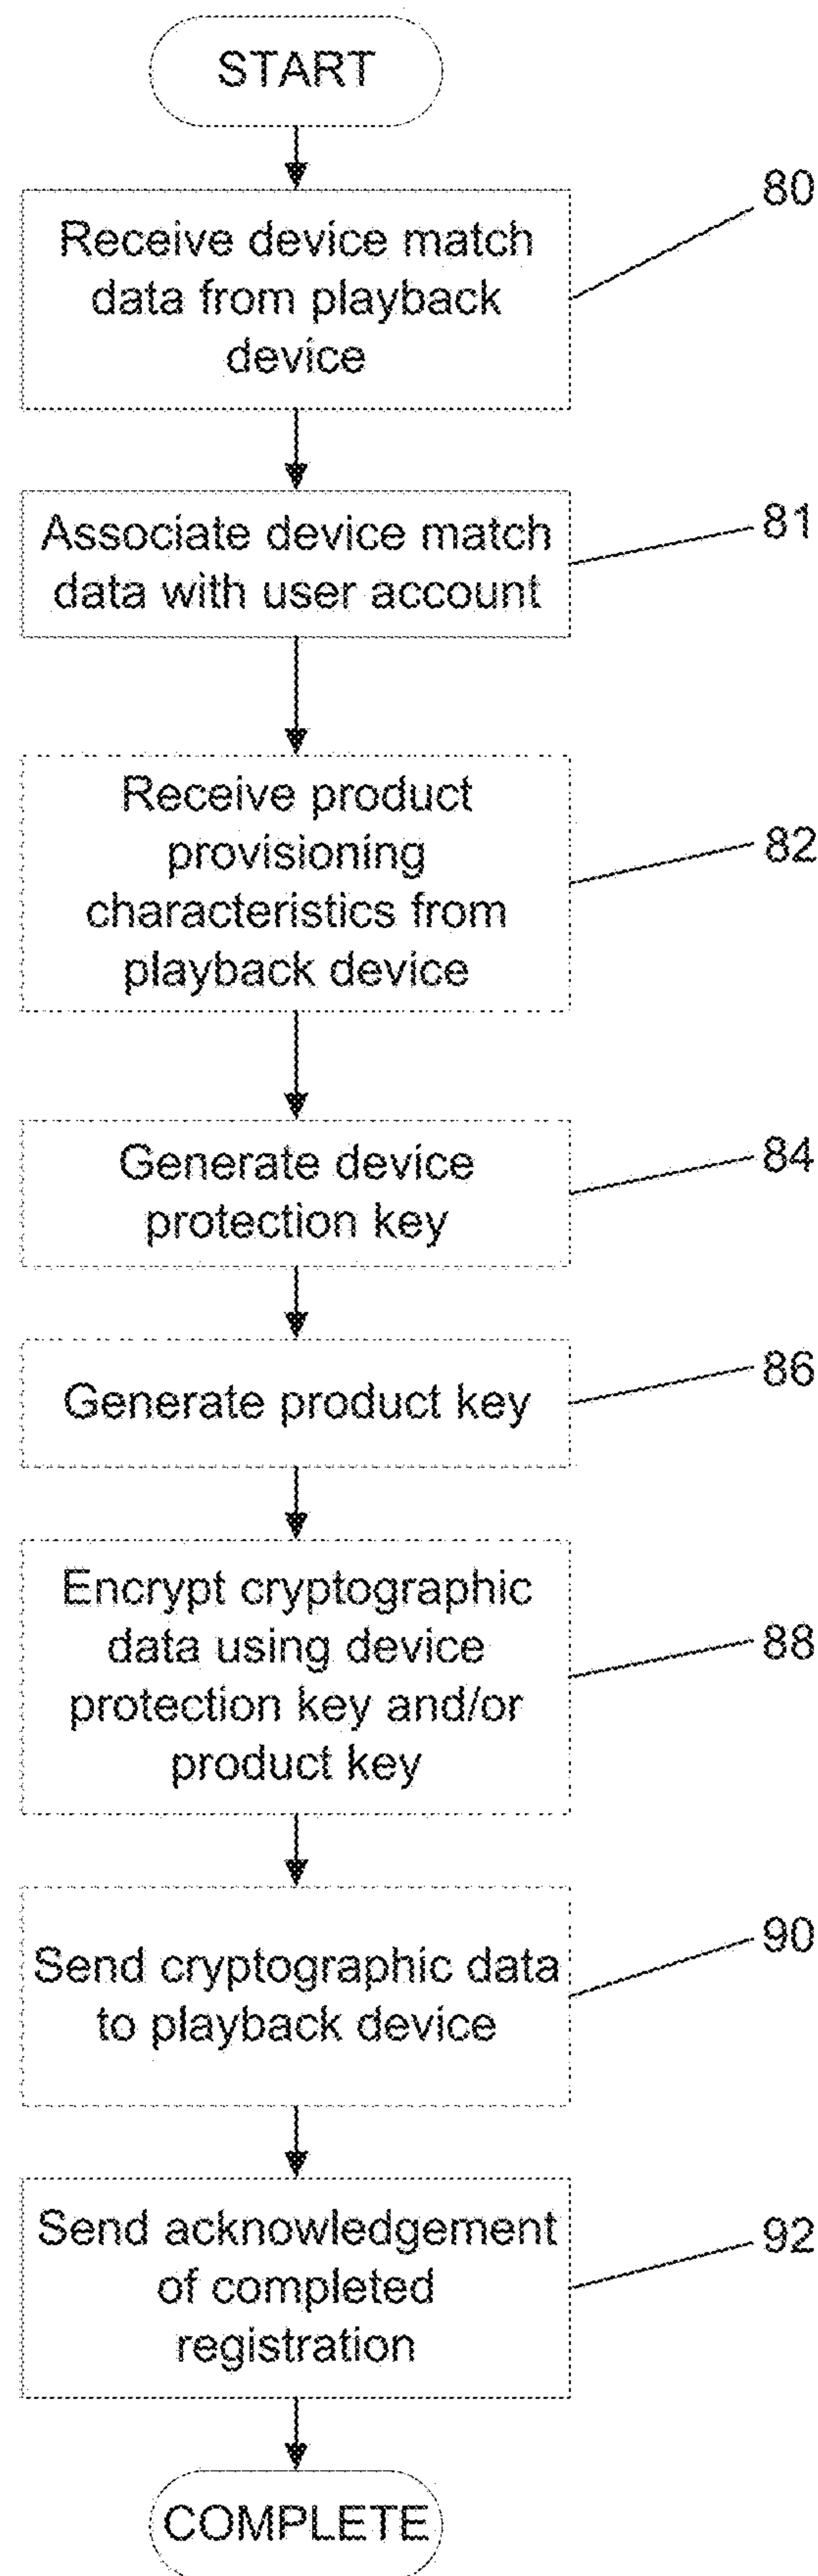 START
80
Receive device match
data from playback
device
81
Associate device match
data with user account
Receive product
provisioning
82
characteristics from
playback device
84
Generate device
protection key
86
Generate product key
Encrypt cryptographic
88
data using device
protection key and/or
product key
90
Send cryptographic data
to playback device
92
Send acknowledgement
of completed
registration
COMPLETE